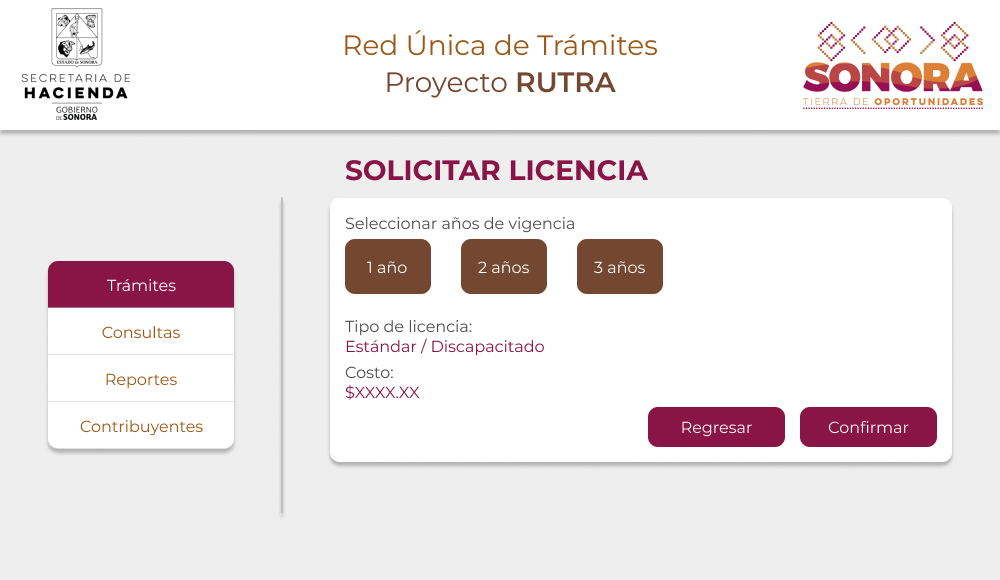 ESTADO DE SONORA
SECRETARIA DE
HACIENDA
GOBIERNO
DE SONORA
Red Única de Trámites
Proyecto RUTRA
SONORA
TIERRA DE OPORTUNIDADES
SOLICITAR LICENCIA
Trámites
Consultas
Reportes
Contribuyentes
Seleccionar años de vigencia
1 año 2 años 3 años
Tipo de licencia:
Estándar / Discapacitado
Costo:
$XXXX.XX
Regresar Confirmar